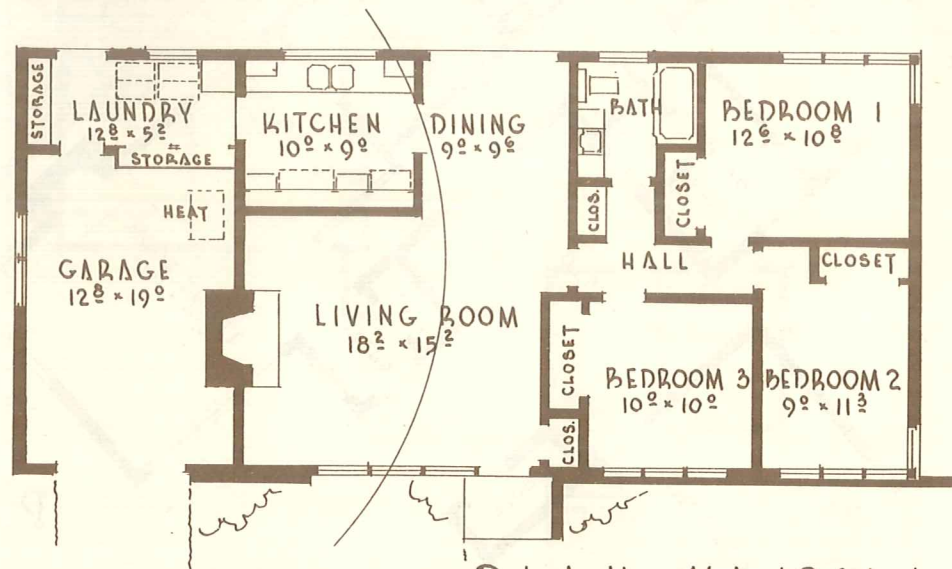 STORAGE
LAUNDRY
12⁸ × 5²
STORAGE
KITCHEN
10⁰ × 9⁰
DINING
9⁰ × 9⁶
BATH
BEDROOM 1
12⁶ × 10⁸
CLOS.
CLOSET
HEAT
GARAGE
12⁸ × 19⁰
LIVING ROOM
18² × 15²
HALL
CLOSET
CLOSET
BEDROOM 3
10⁰ × 10⁰
BEDROOM 2
9⁰ × 11³
CLOS.